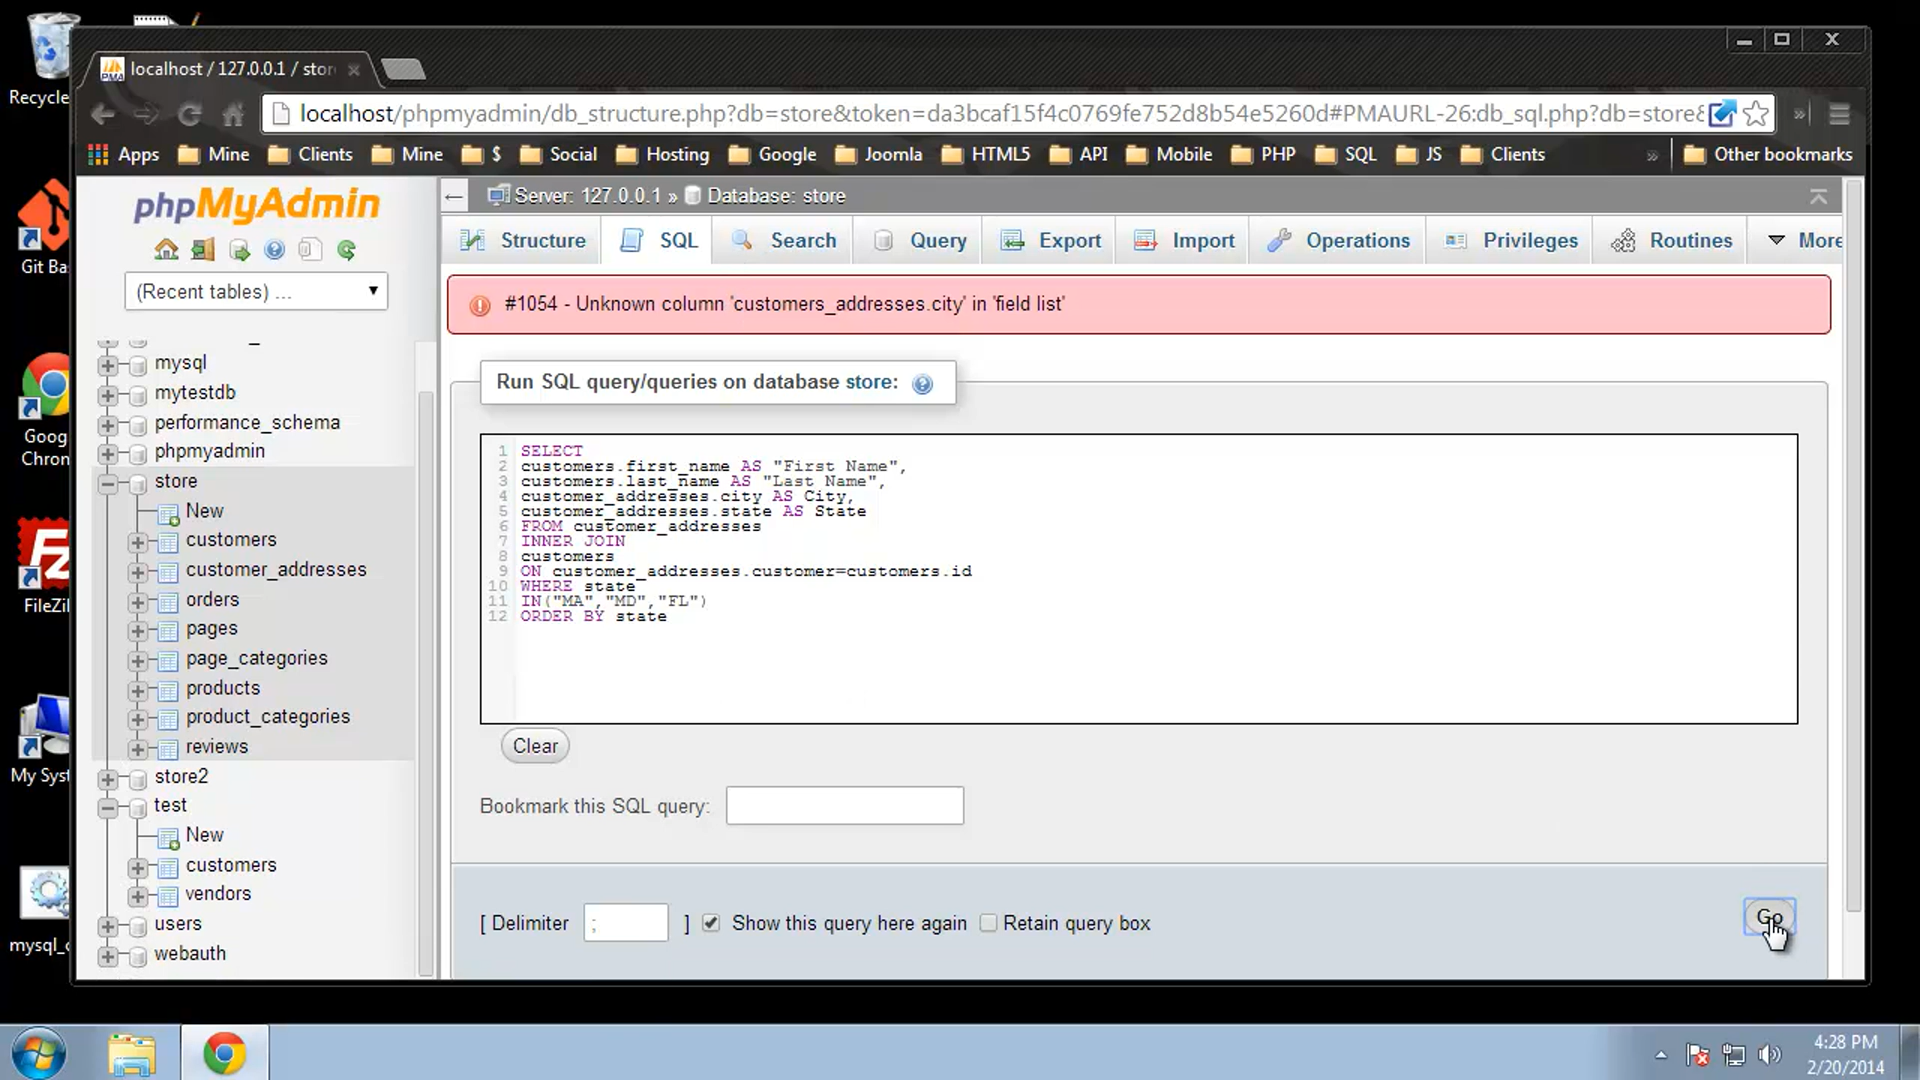 Recycle
Git Ba
Goog
Chron
FileZil
My Syst
mysql_c
localhost / 127.0.0.1 / stor
localhost/phpmyadmin/db_structure.php?db=store&token=da3bcaf15f4c0769fe752d8b54e5260d#PMAURL-26:db_sql.php?db=store&
Apps Mine Clients Mine $ Social Hosting Google Joomla HTML5 API Mobile PHP SQL JS Clients » Other bookmarks
phpMyAdmin
(Recent tables) ...
mysql
mytestdb
performance_schema
phpmyadmin
store
New
customers
customer_addresses
orders
pages
page_categories
products
product_categories
reviews
store2
test
New
customers
vendors
users
webauth
Server: 127.0.0.1 » Database: store
Structure SQL Search Query Export Import Operations Privileges Routines More
#1054 - Unknown column 'customers_addresses.city' in 'field list'
Run SQL query/queries on database store:
1 SELECT
2 customers.first_name AS "First Name",
3 customers.last_name AS "Last Name",
4 customer_addresses.city AS City,
5 customer_addresses.state AS State
6 FROM customer_addresses
7 INNER JOIN
8 customers
9 ON customer_addresses.customer=customers.id
10 WHERE state
11 IN("MA","MD","FL")
12 ORDER BY state
Clear
Bookmark this SQL query:
[ Delimiter ; ] Show this query here again Retain query box
Go
4:28 PM
2/20/2014